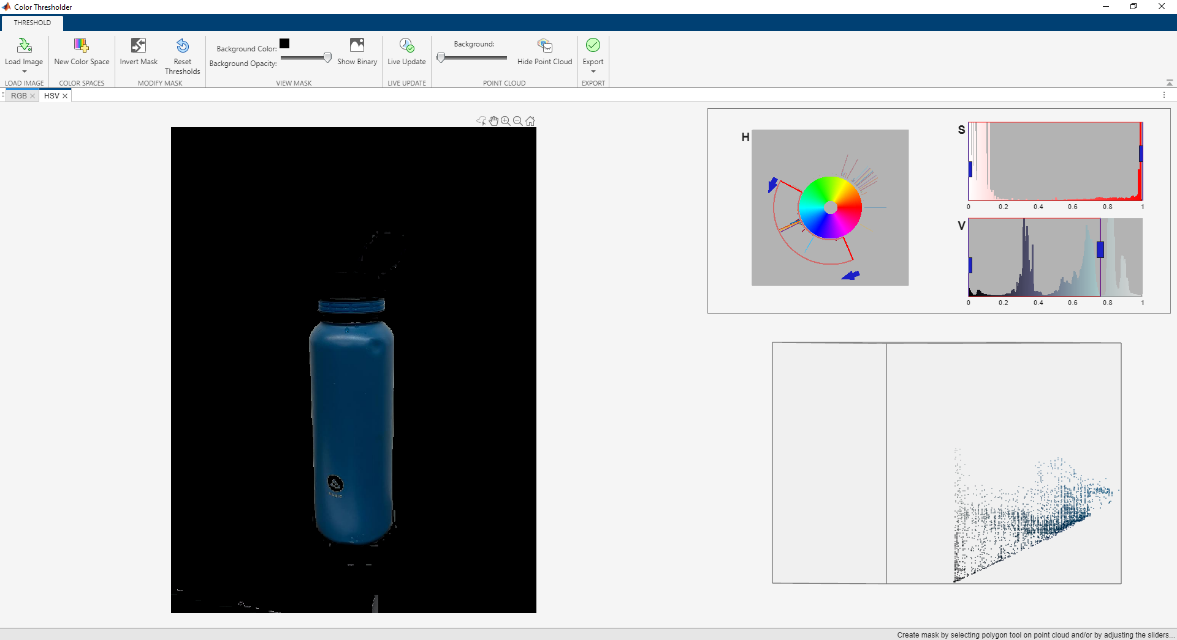 Color Thresholder
THRESHOLD
Load Image
New Color Space
Invert Mask
Reset Thresholds
Background Color:
Background Opacity:
Show Binary
Live Update
Background:
Hide Point Cloud
Export
LOAD IMAGE
COLOR SPACES
MODIFY MASK
VIEW MASK
LIVE UPDATE
POINT CLOUD
EXPORT
RGB
HSV
H
S
0 0.2 0.4 0.6 0.8 1
V
0 0.2 0.4 0.6 0.8 1
Create mask by selecting polygon tool on point cloud and/or by adjusting the sliders...